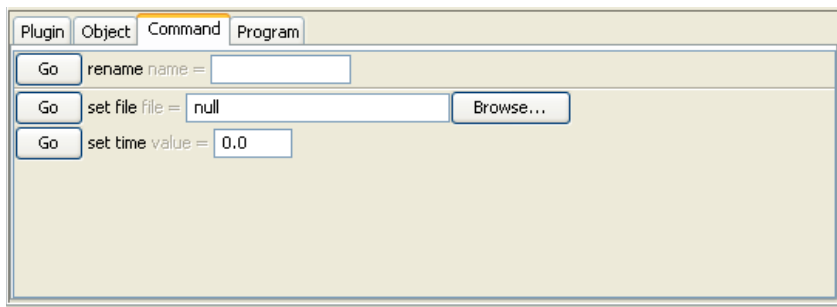 Plugin Object Command Program
Go rename name =
Go set file file = null Browse...
Go set time value = 0.0